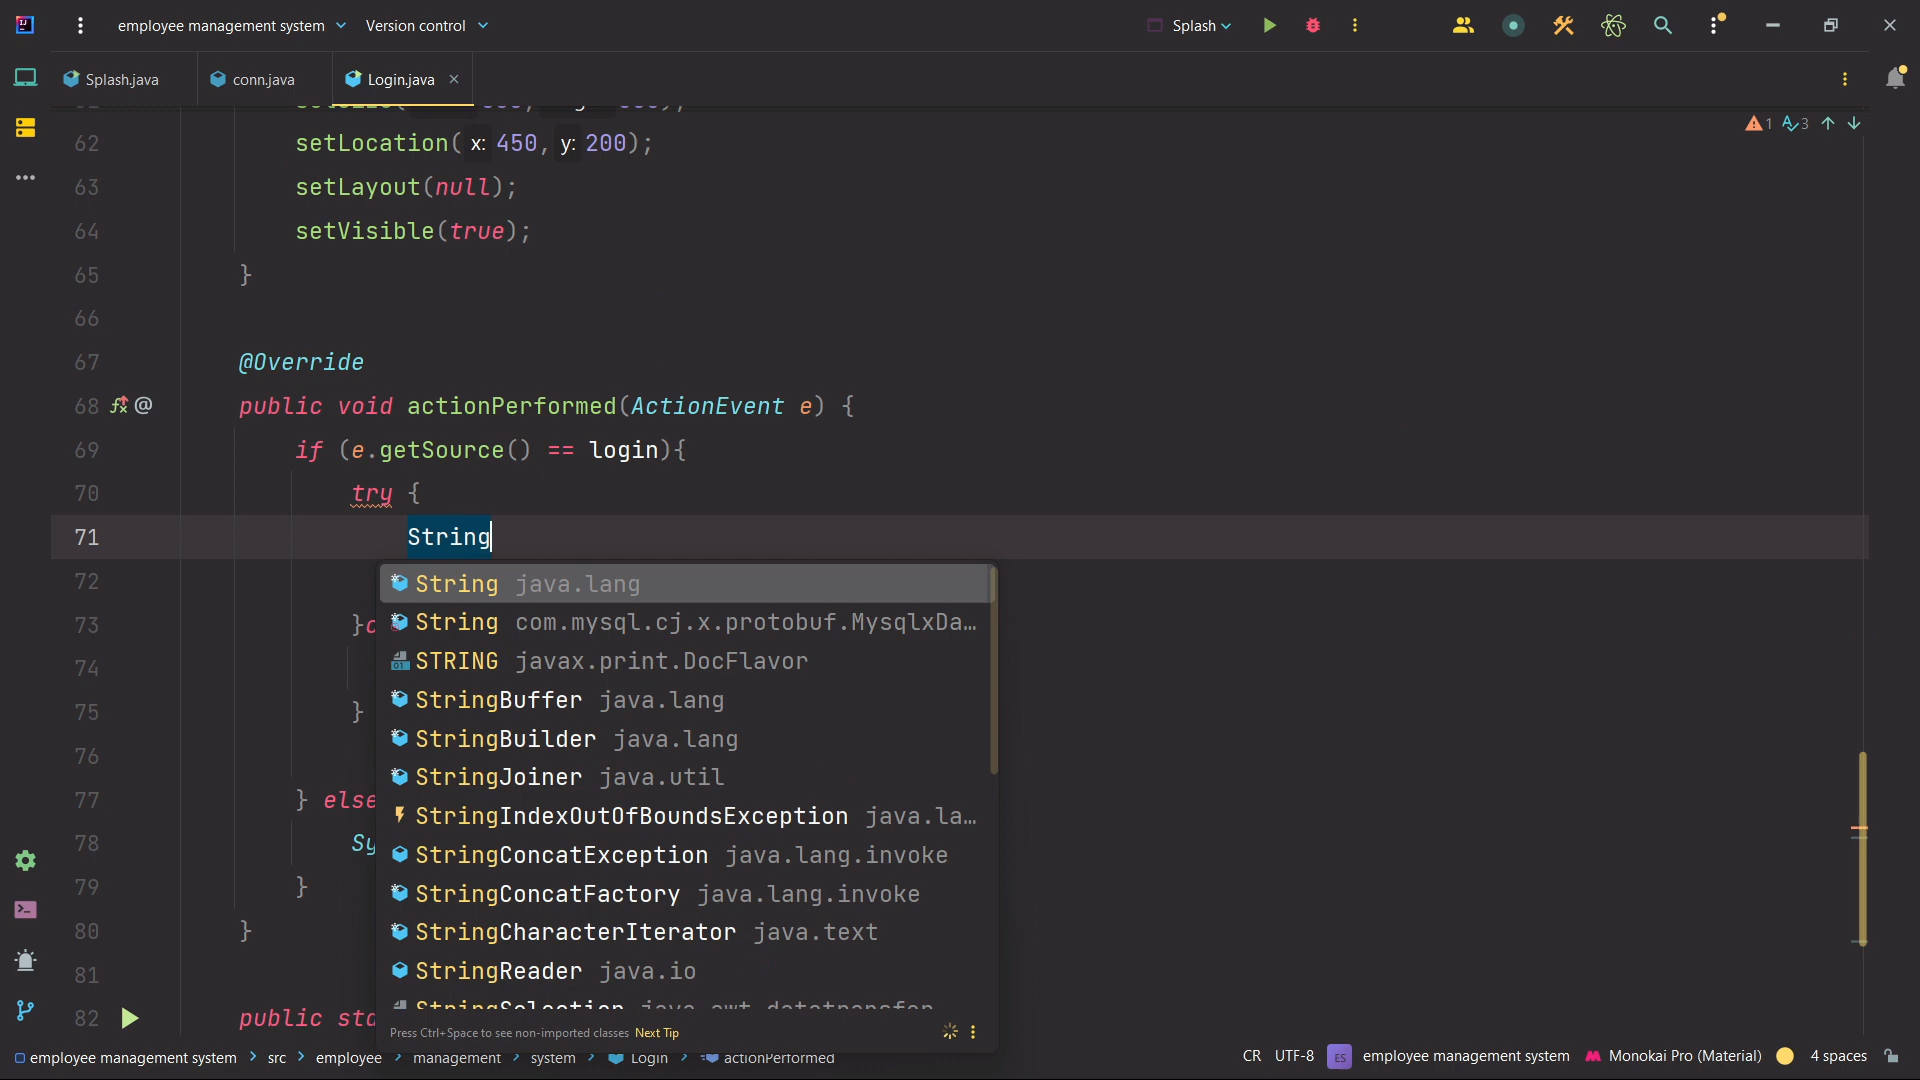 employee management system Version control Splash
Splash.java conn.java Login.java
62 setLocation( x: 450, y: 200);
1 3
63 setLayout(null);
64 setVisible(true);
65 }
66
67 @Override
68 public void actionPerformed(ActionEvent e) {
69 if (e.getSource() == login){
70 try {
71 String
72 String java.lang
String com.mysql.cj.x.protobuf.MysqlxDa…
73 }c
STRING javax.print.DocFlavor
74
StringBuffer java.lang
75 }
StringBuilder java.lang
76
StringJoiner java.util
77 } else
StringIndexOutOfBoundsException java.la…
78 Sy
StringConcatException java.lang.invoke
79 }
StringConcatFactory java.lang.invoke
80 }
StringCharacterIterator java.text
81
StringReader java.io
StringSelection java.awt.datatransfer
82 public sta
Press Ctrl+Space to see non-imported classes Next Tip
employee management system > src > employee > management > system > Login > actionPerformed CR UTF-8 ES employee management system Monokai Pro (Material) 4 spaces